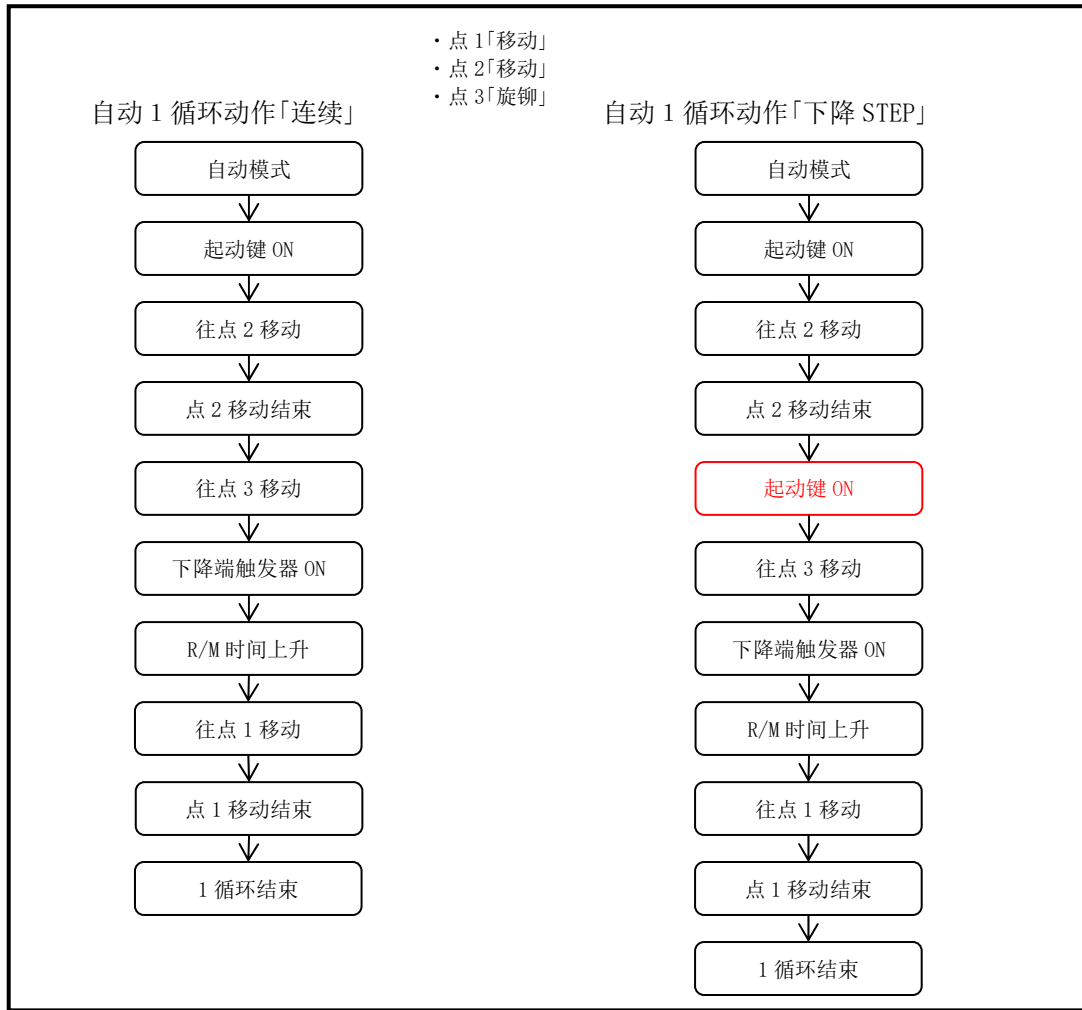 ・点 1「移动」
・点 2「移动」
・点 3「旋铆」
自动 1 循环动作「连续」
自动模式
起动键 ON
往点 2 移动
点 2 移动结束
往点 3 移动
下降端触发器 ON
R/M 时间上升
往点 1 移动
点 1 移动结束
1 循环结束
自动 1 循环动作「下降 STEP」
自动模式
起动键 ON
往点 2 移动
点 2 移动结束
起动键 ON
往点 3 移动
下降端触发器 ON
R/M 时间上升
往点 1 移动
点 1 移动结束
1 循环结束